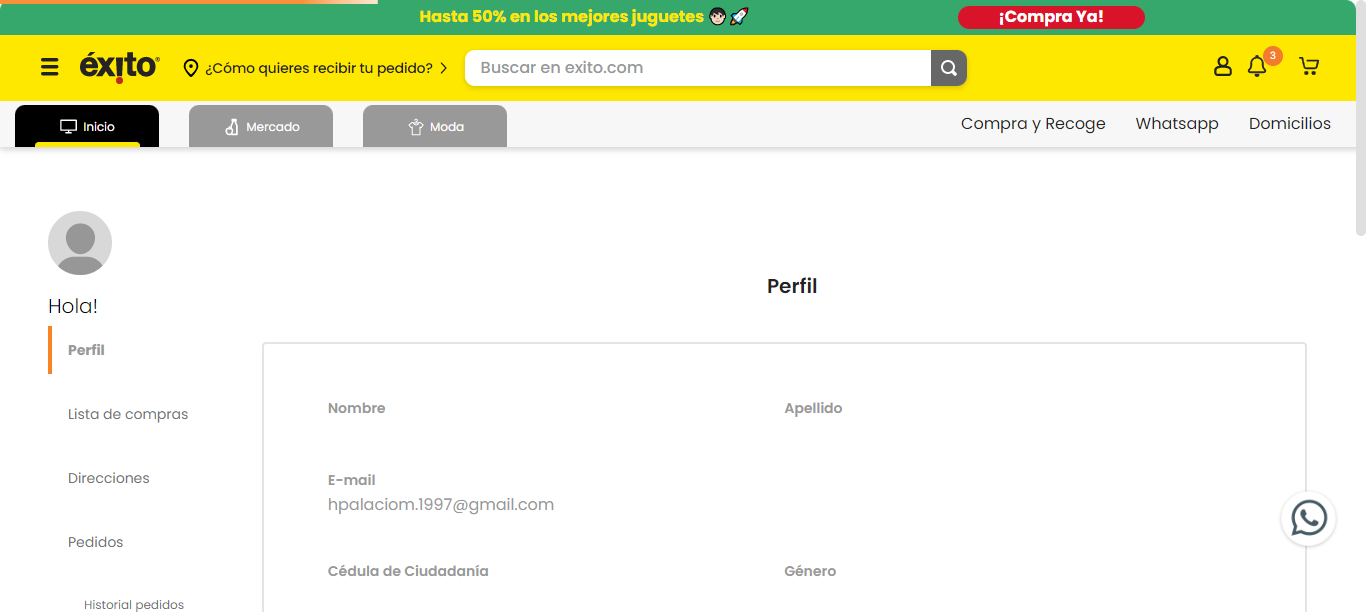 Hasta 50% en los mejores juguetes 👦🏻🚀
¡Compra Ya!
éxito
¿Cómo quieres recibir tu pedido?
Buscar en exito.com
3
Inicio
Mercado
Moda
Compra y Recoge
Whatsapp
Domicilios
Hola!
Perfil
Lista de compras
Direcciones
Pedidos
Historial pedidos
Perfil
Nombre
Apellido
E-mail
hpalaciom.1997@gmail.com
Cédula de Ciudadanía
Género